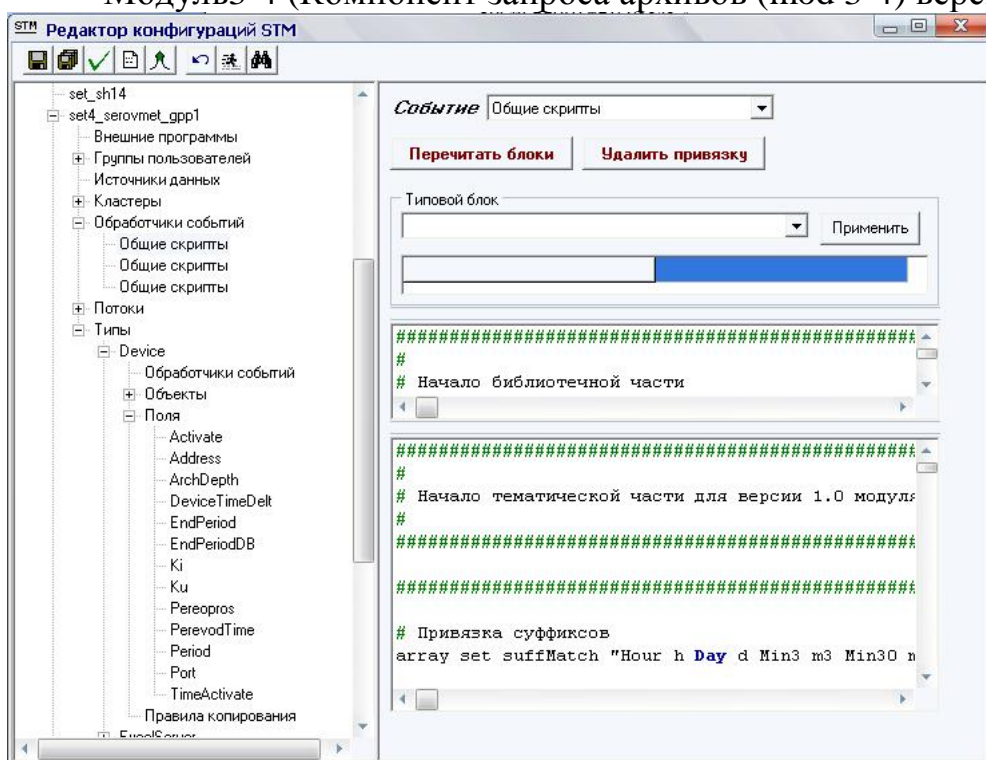 Модуль3-4 (Компонент запроса архивов (mod 3-4) верс
STM Редактор конфигураций STM
set_sh14
set4_serovmet_gpp1
Внешние программы
Группы пользователей
Источники данных
Кластеры
Обработчики событий
Общие скрипты
Общие скрипты
Общие скрипты
Потоки
Типы
Device
Обработчики событий
Объекты
Поля
Activate
Address
ArchDepth
DeviceTimeDelt
EndPeriod
EndPeriodDB
Ki
Ku
Pereopros
PerevodTime
Period
Port
TimeActivate
Правила копирования
ExcelServer
Событие Общие скрипты
Перечитать блоки Удалить привязку
Типовой блок
Применить
#################################################
#
# Начало библиотечной части
#################################################
#
# Начало тематической части для версии 1.0 модуля
#
#################################################
#################################################
# Привязка суффиксов
array set suffMatch "Hour h Day d Min3 m3 Min30 m